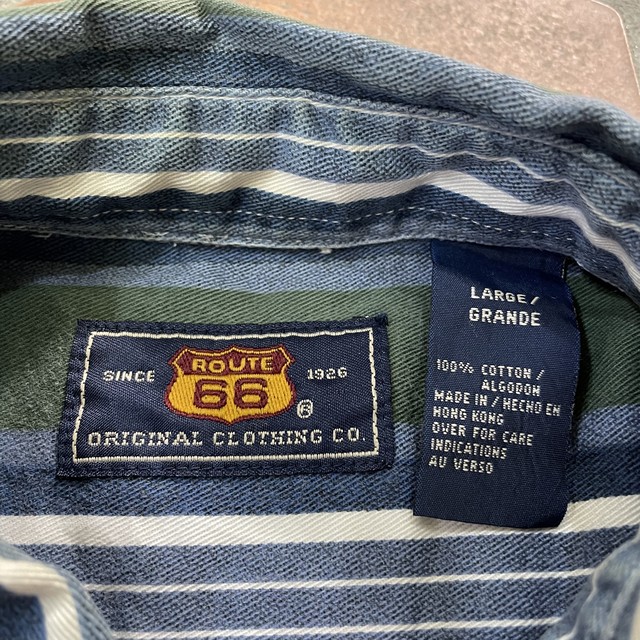 ROUTE
SINCE 66 1926
®
ORIGINAL CLOTHING CO.
LARGE/
GRANDE
100% COTTON/
ALGODON
MADE IN/HECHO EN
HONG KONG
OVER FOR CARE
INDICATIONS
AU VERSO